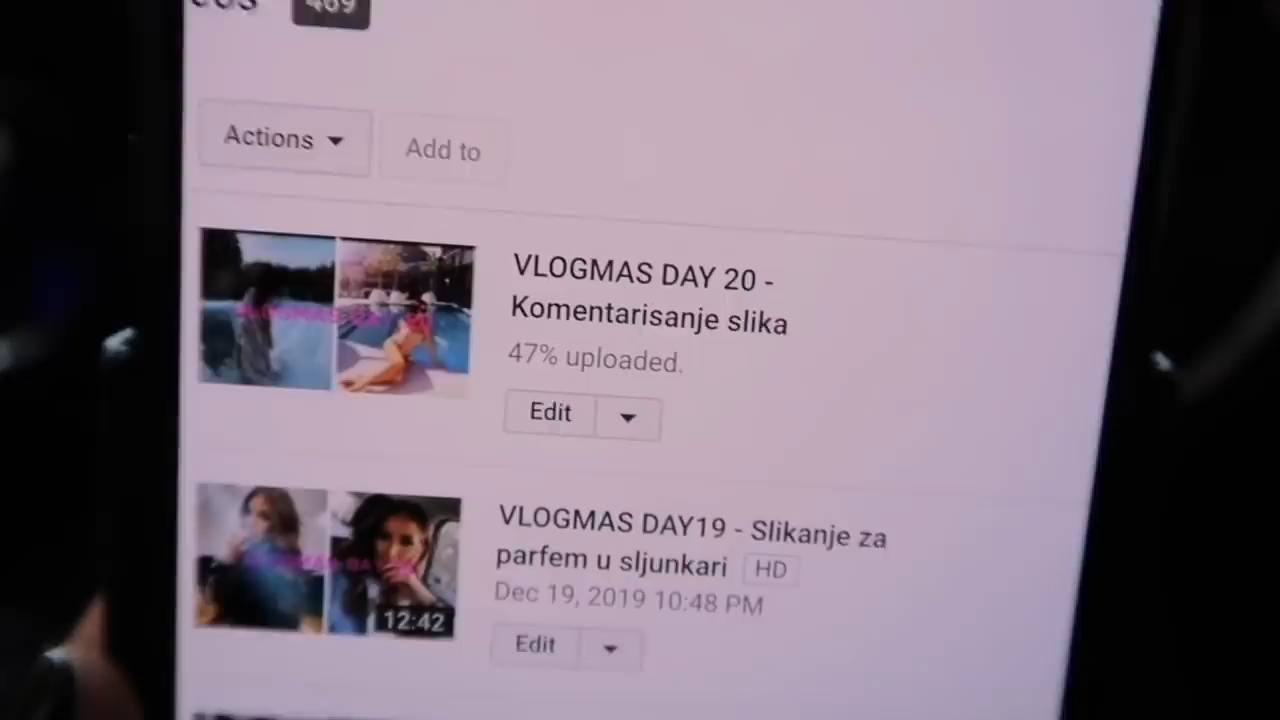 469
Actions
Add to
VLOGMAS DAY 20 -
Komentarisanje slika
47% uploaded.
Edit
VLOGMAS DAY19 - Slikanje za
parfem u sljunkari HD
Dec 19, 2019 10:48 PM
12:42
Edit